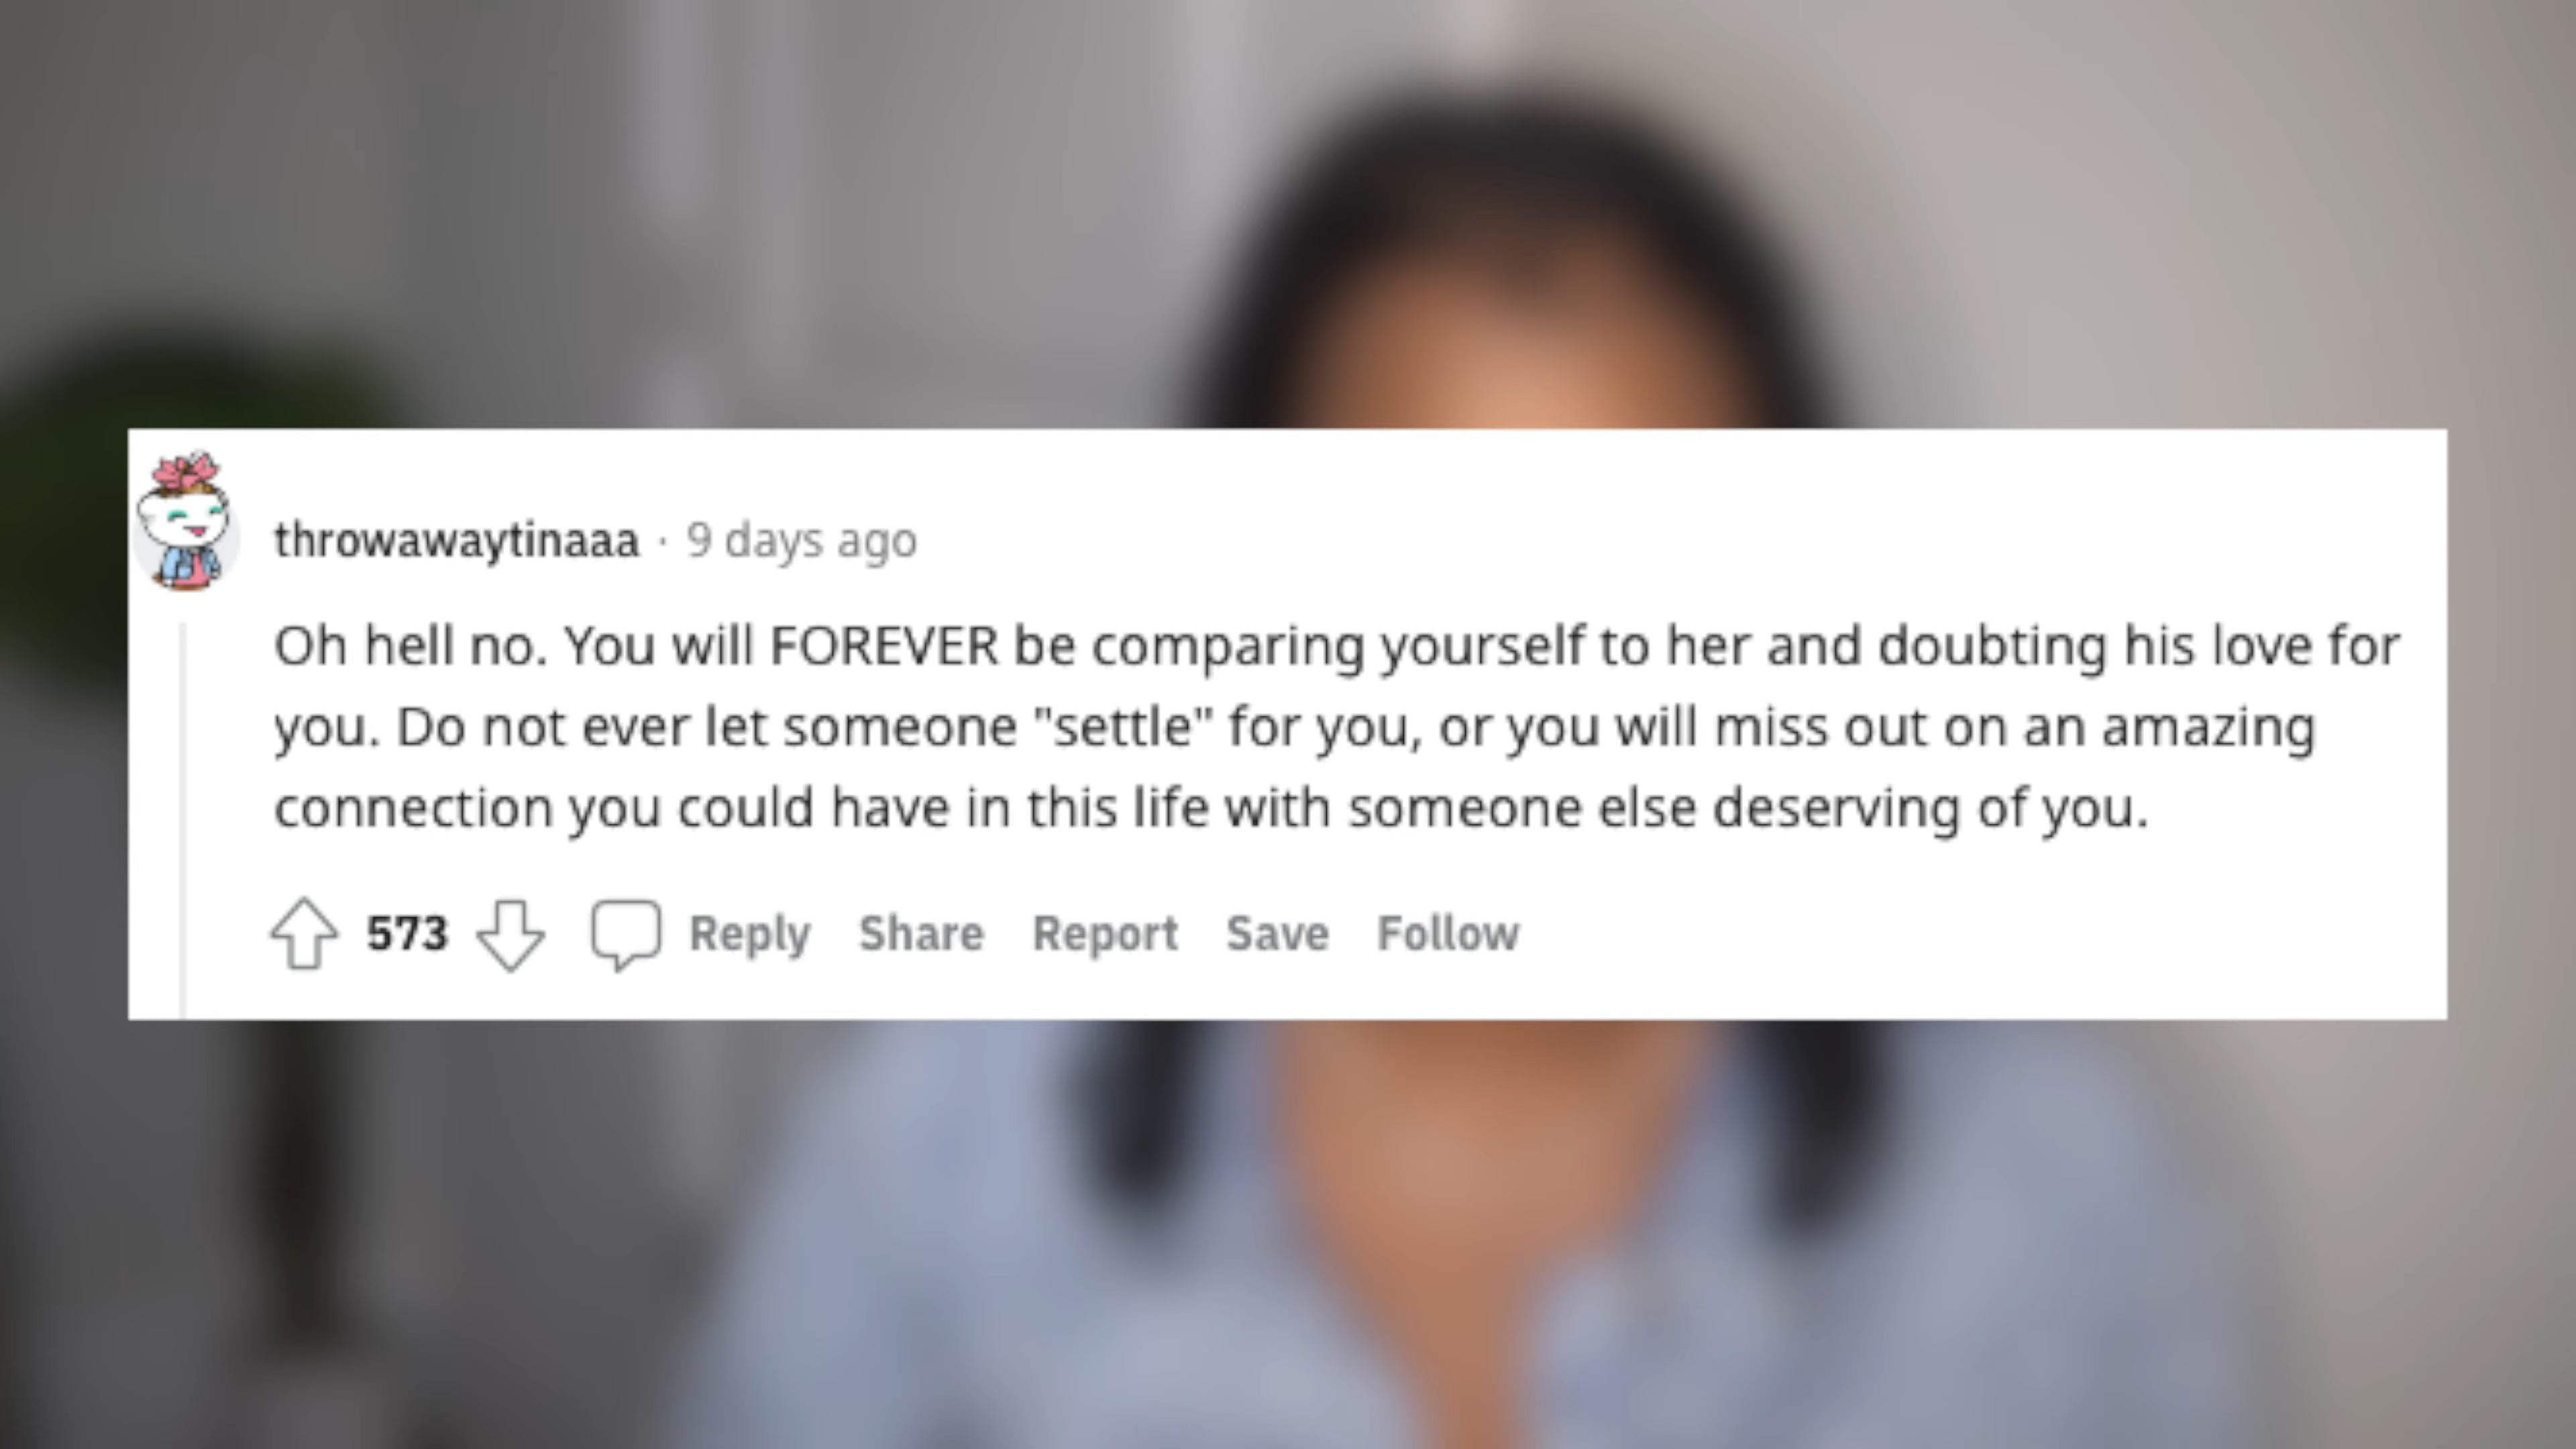 throwawaytinaaa · 9 days ago
Oh hell no. You will FOREVER be comparing yourself to her and doubting his love for
you. Do not ever let someone "settle" for you, or you will miss out on an amazing
connection you could have in this life with someone else deserving of you.
573 Reply Share Report Save Follow